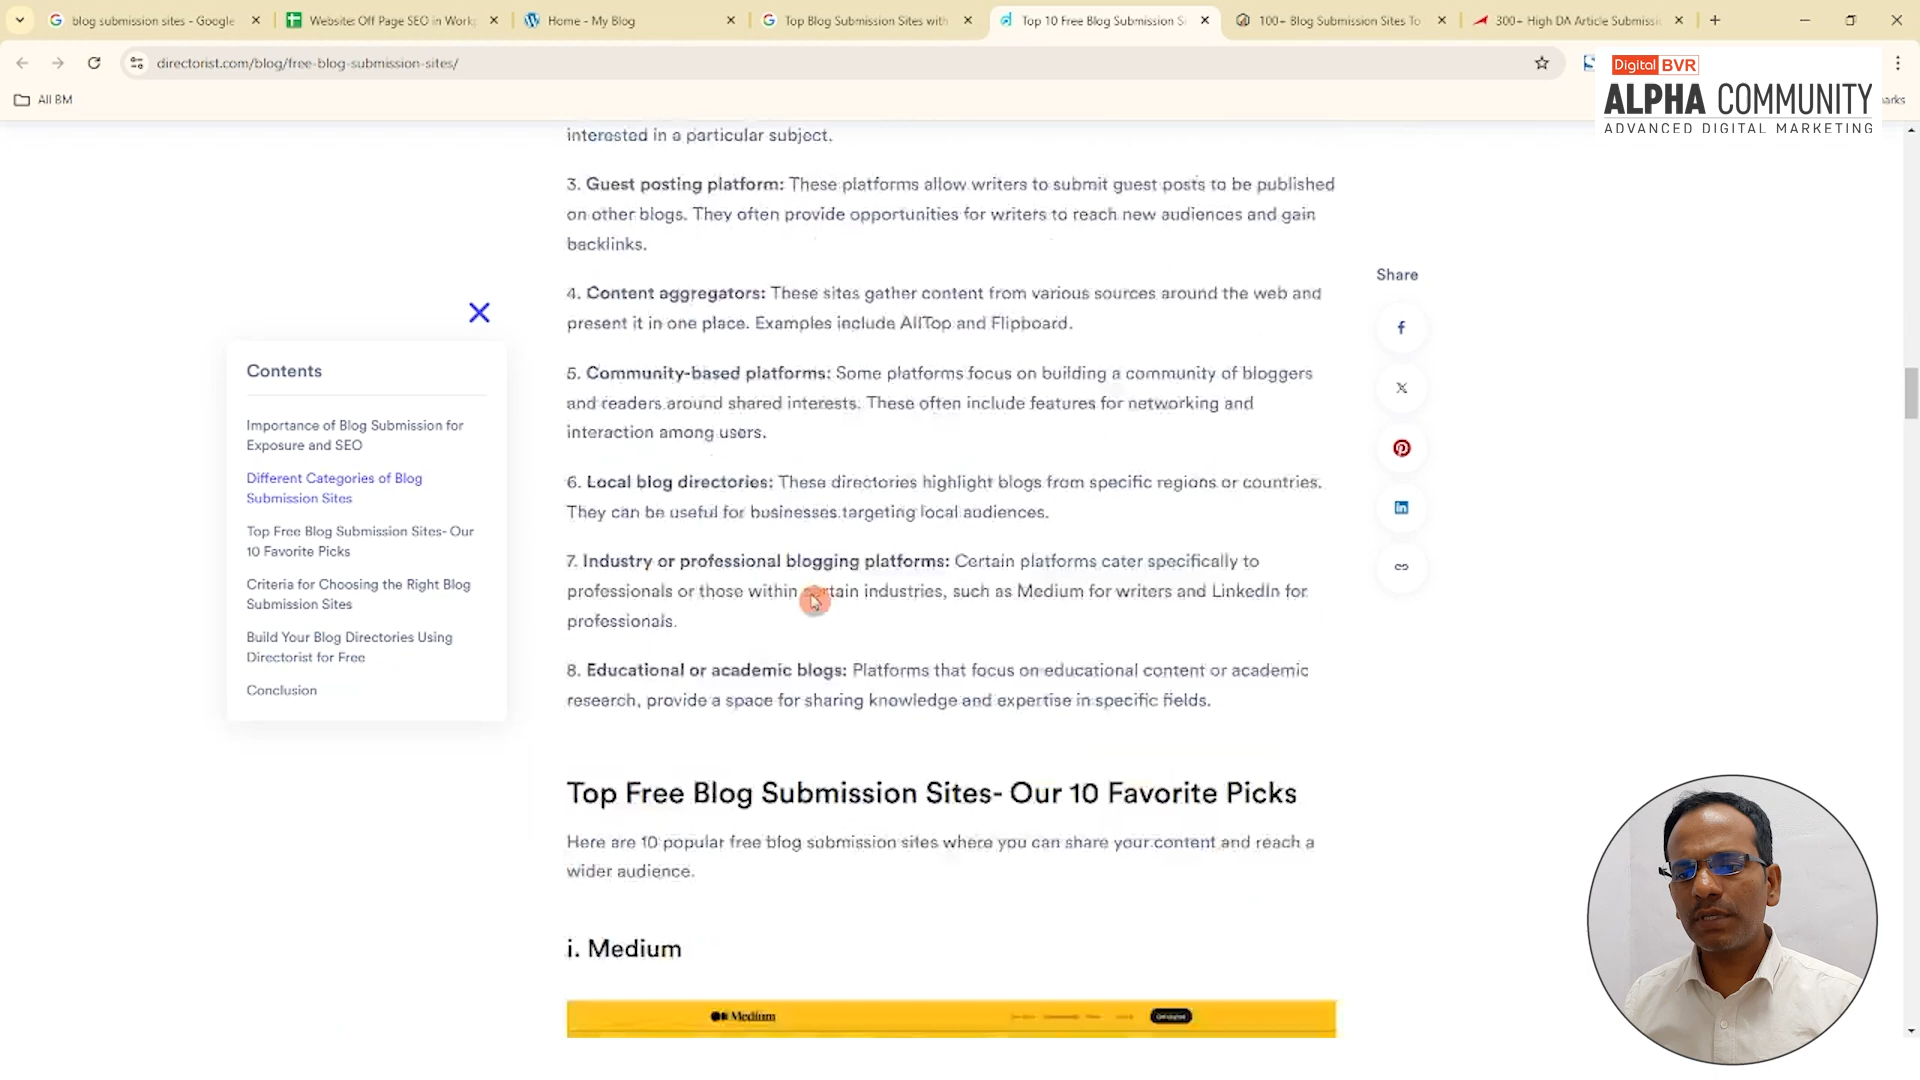 blog submission sites - Google
Website: Off Page SEO in Work
Home - My Blog
Top Blog Submission Sites with
Top 10 Free Blog Submission Si
100+ Blog Submission Sites To
300+ High DA Article Submissi
directorist.com/blog/free-blog-submission-sites/
All BM
Digital BVR
ALPHA COMMUNITY
ADVANCED DIGITAL MARKETING
interested in a particular subject.
3. Guest posting platform: These platforms allow writers to submit guest posts to be published
on other blogs. They often provide opportunities for writers to reach new audiences and gain
backlinks.
4. Content aggregators: These sites gather content from various sources around the web and
present it in one place. Examples include AllTop and Flipboard.
5. Community-based platforms: Some platforms focus on building a community of bloggers
and readers around shared interests. These often include features for networking and
interaction among users.
6. Local blog directories: These directories highlight blogs from specific regions or countries.
They can be useful for businesses targeting local audiences.
7. Industry or professional blogging platforms: Certain platforms cater specifically to
professionals or those within certain industries, such as Medium for writers and LinkedIn for
professionals.
8. Educational or academic blogs: Platforms that focus on educational content or academic
research, provide a space for sharing knowledge and expertise in specific fields.
Top Free Blog Submission Sites- Our 10 Favorite Picks
Here are 10 popular free blog submission sites where you can share your content and reach a
wider audience.
i. Medium
Medium
Contents
Importance of Blog Submission for
Exposure and SEO
Different Categories of Blog
Submission Sites
Top Free Blog Submission Sites- Our
10 Favorite Picks
Criteria for Choosing the Right Blog
Submission Sites
Build Your Blog Directories Using
Directorist for Free
Conclusion
Share